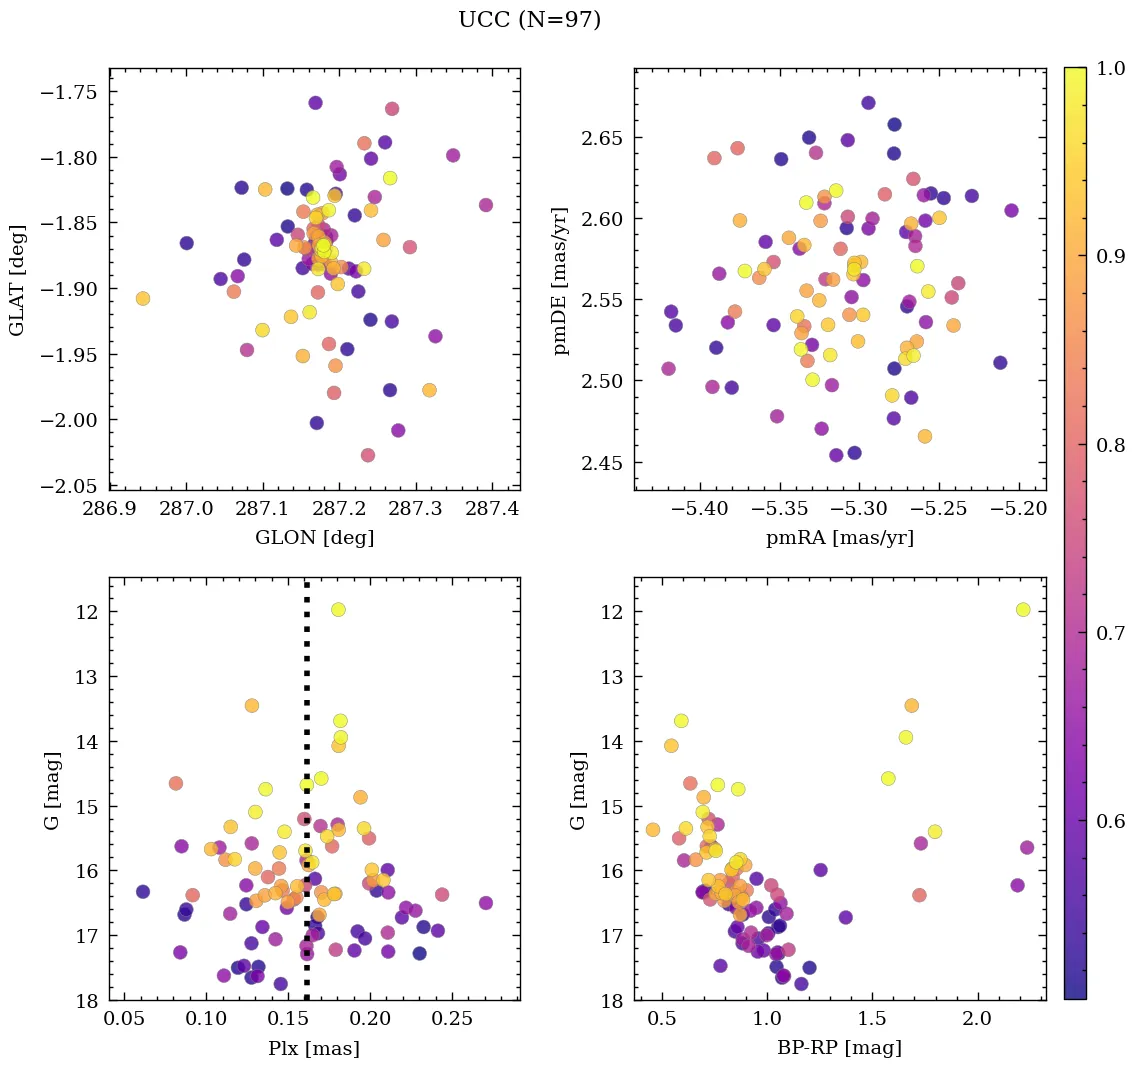 UCC (N=97)
−1.75
−1.80
−1.85
−1.90
−1.95
−2.00
−2.05
GLAT [deg]
286.9 287.0 287.1 287.2 287.3 287.4
GLON [deg]
2.65
2.60
2.55
2.50
2.45
pmDE [mas/yr]
−5.40 −5.35 −5.30 −5.25 −5.20
pmRA [mas/yr]
12
13
14
15
16
17
18
G [mag]
0.05 0.10 0.15 0.20 0.25
Plx [mas]
12
13
14
15
16
17
18
G [mag]
0.5 1.0 1.5 2.0
BP-RP [mag]
1.0
0.9
0.8
0.7
0.6